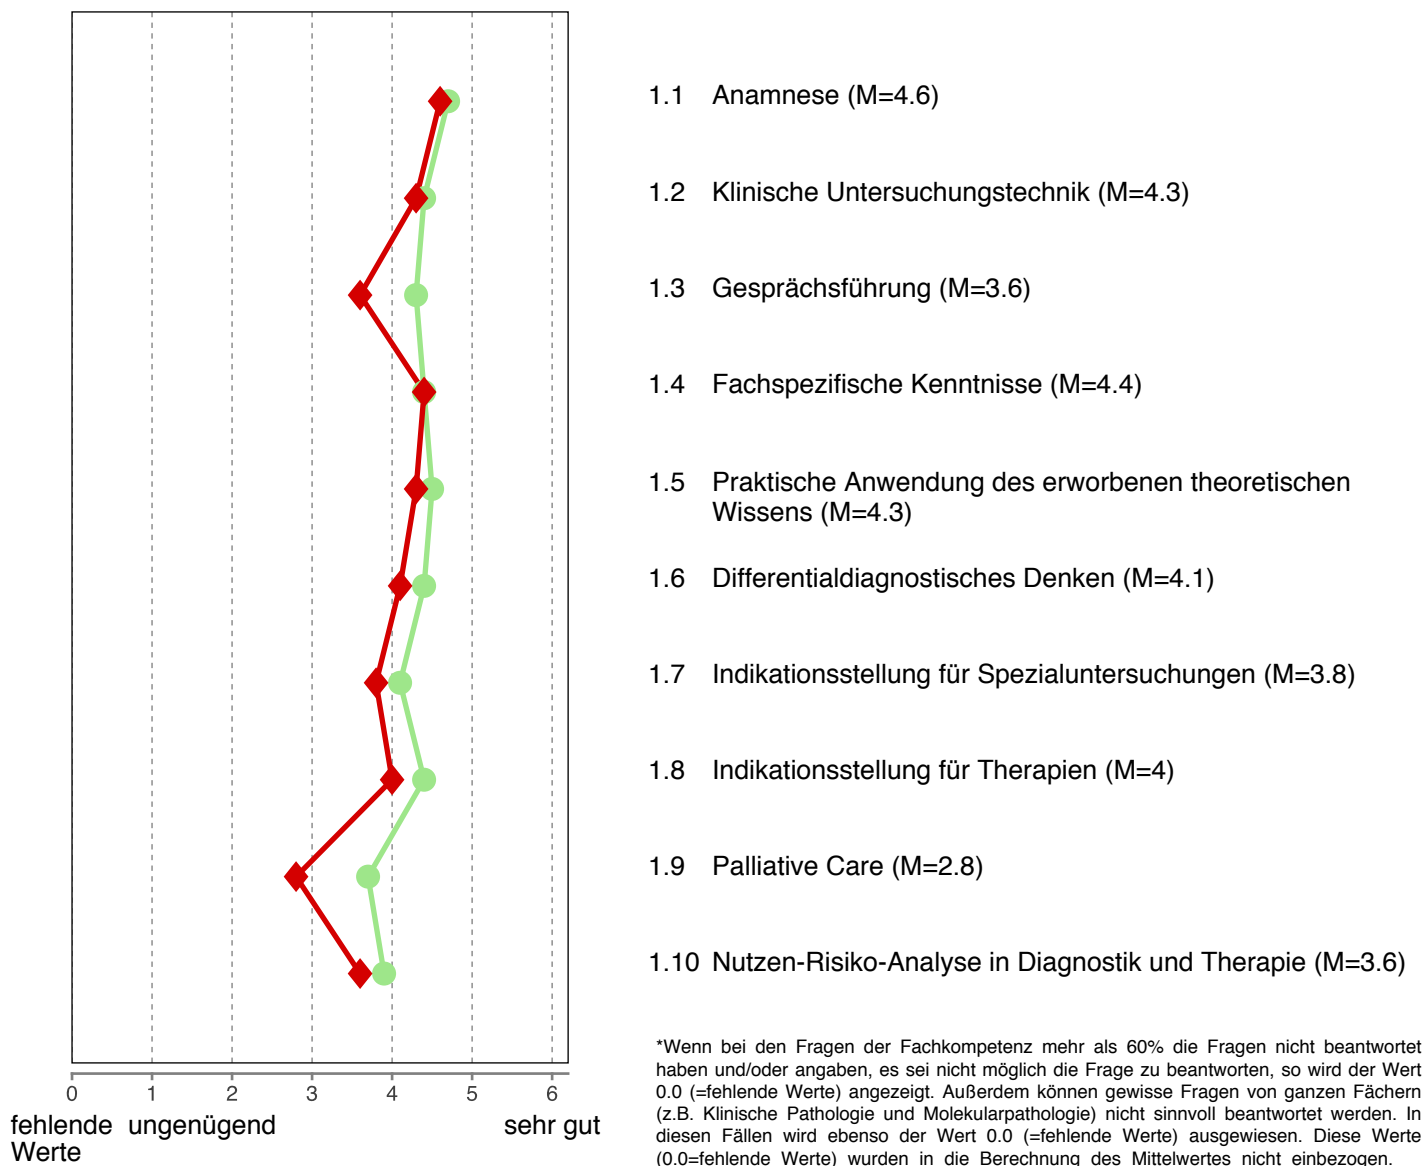 1.1 Anamnese (M=4.6)
1.2 Klinische Untersuchungstechnik (M=4.3)
1.3 Gesprächsführung (M=3.6)
1.4 Fachspezifische Kenntnisse (M=4.4)
1.5 Praktische Anwendung des erworbenen theoretischen
Wissens (M=4.3)
1.6 Differentialdiagnostisches Denken (M=4.1)
1.7 Indikationsstellung für Spezialuntersuchungen (M=3.8)
1.8 Indikationsstellung für Therapien (M=4)
1.9 Palliative Care (M=2.8)
1.10 Nutzen-Risiko-Analyse in Diagnostik und Therapie (M=3.6)
0 1 2 3 4 5 6
fehlende ungenügend sehr gut
Werte
*Wenn bei den Fragen der Fachkompetenz mehr als 60% die Fragen nicht beantwortet
haben und/oder angaben, es sei nicht möglich die Frage zu beantworten, so wird der Wert
0.0 (=fehlende Werte) angezeigt. Außerdem können gewisse Fragen von ganzen Fächern
(z.B. Klinische Pathologie und Molekularpathologie) nicht sinnvoll beantwortet werden. In
diesen Fällen wird ebenso der Wert 0.0 (=fehlende Werte) ausgewiesen. Diese Werte
(0.0=fehlende Werte) wurden in die Berechnung des Mittelwertes nicht einbezogen.